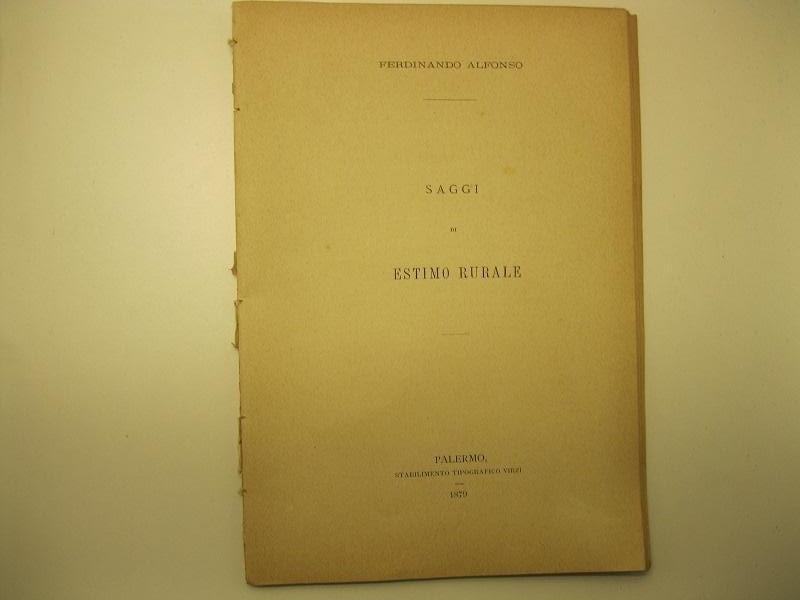 FERDINANDO ALFONSO
SAGGI
DI
ESTIMO RURALE
PALERMO,
STABILIMENTO TIPOGRAFICO VIRZÌ
1879